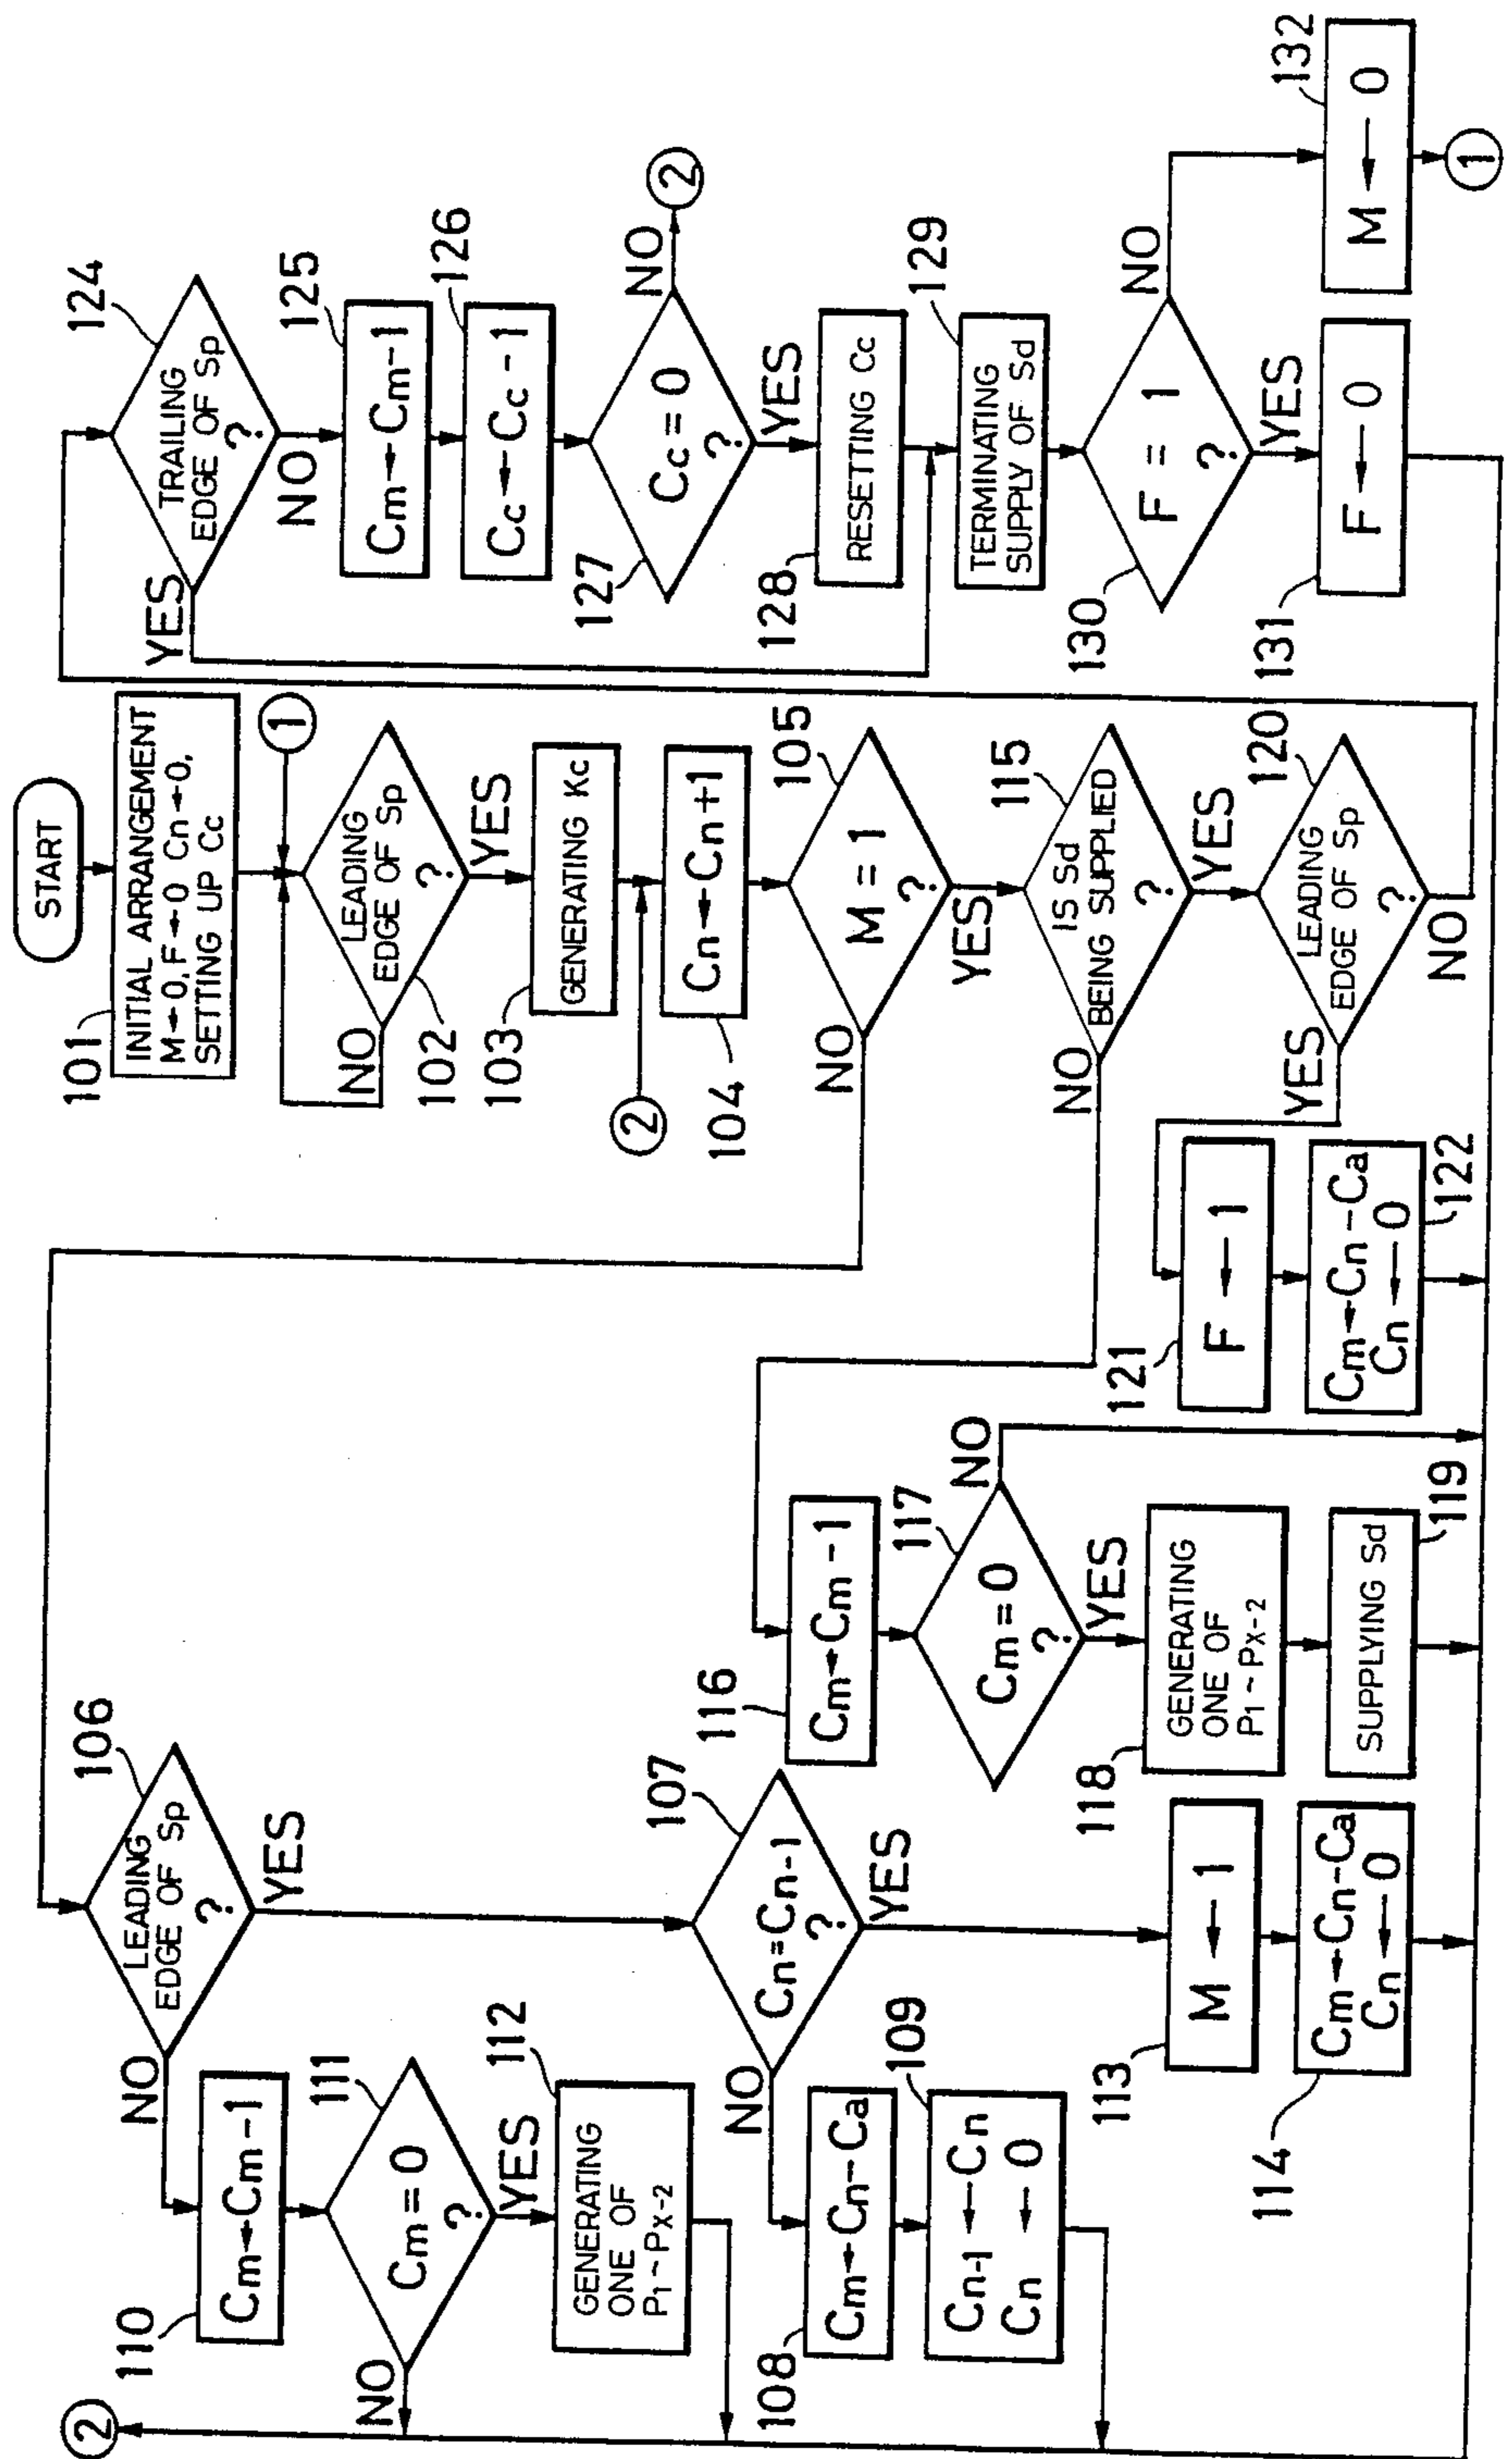 START
101
INITIAL ARRANGEMENT
M←0, F←0 Cn←0,
SETTING UP Cc
1
LEADING
EDGE OF Sp
?
102
NO
YES
103
GENERATING Kc
2
104
Cn←Cn+1
105
M = 1
?
NO
YES
106
LEADING
EDGE OF Sp
?
NO
YES
110
Cm←Cm-1
111
Cm = 0
?
NO
YES
112
GENERATING
ONE OF
P1~PX-2
2
107
Cn=Cn-1
?
NO
YES
108
Cm←Cn-Ca
109
Cn-1←Cn
Cn ← 0
113
M ← 1
114
Cm←Cn-Ca
Cn ← 0
115
IS Sd
BEING SUPPLIED
?
NO
YES
116
Cm←Cm-1
117
Cm = 0
?
NO
YES
118
GENERATING
ONE OF
P1~PX-2
119
SUPPLYING Sd
120
LEADING
EDGE OF Sp
?
YES
NO
121
F ← 1
122
Cm←Cn-Ca
Cn ← 0
124
TRAILING
EDGE OF Sp
?
YES
NO
125
Cm←Cm-1
126
Cc←Cc-1
127
Cc = 0
?
NO
2
YES
128
RESETTING Cc
129
TERMINATING
SUPPLY OF Sd
130
F = 1
?
NO
YES
131
F ← 0
132
M ← 0
1